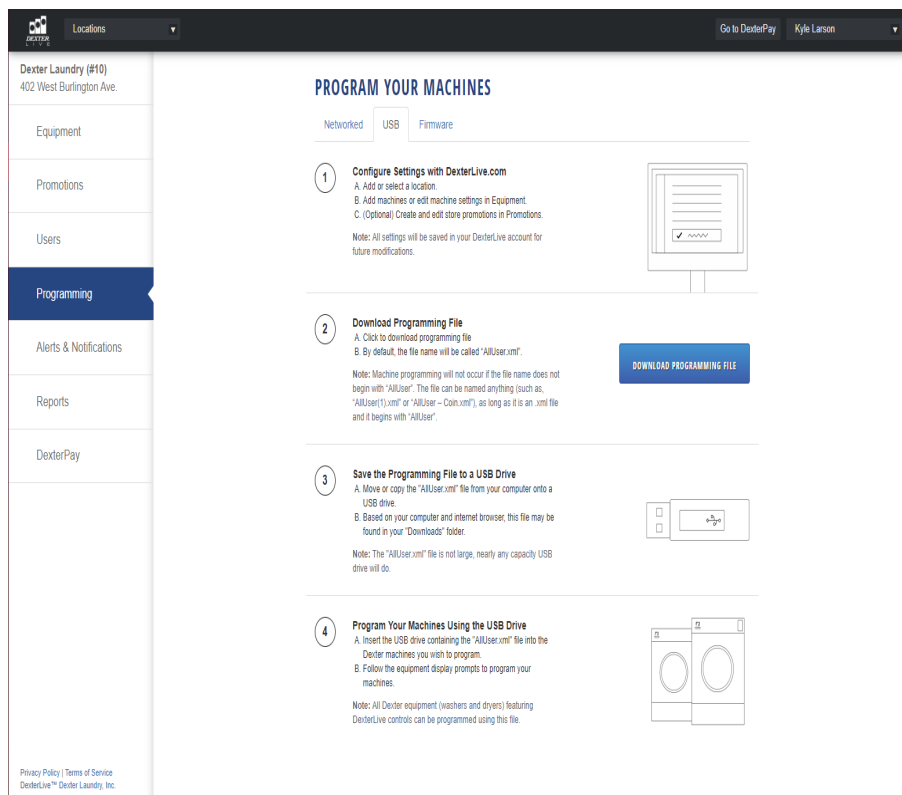 DEXTER
LIVE
Locations
Go to DexterPay
Kyle Larson
Dexter Laundry (#10)
402 West Burlington Ave.
Equipment
Promotions
Users
Programming
Alerts & Notifications
Reports
DexterPay
Privacy Policy | Terms of Service
DexterLive™ Dexter Laundry, Inc.
PROGRAM YOUR MACHINES
Networked
USB
Firmware
1
Configure Settings with DexterLive.com
A. Add or select a location.
B. Add machines or edit machine settings in Equipment.
C. (Optional) Create and edit store promotions in Promotions.
Note: All settings will be saved in your DexterLive account for
future modifications.
2
Download Programming File
A. Click to download programming file
B. By default, the file name will be called "AllUser.xml".
Note: Machine programming will not occur if the file name does not
begin with "AllUser". The file can be named anything (such as,
"AllUser(1).xml" or "AllUser – Coin.xml"), as long as it is an .xml file
and it begins with "AllUser".
DOWNLOAD PROGRAMMING FILE
3
Save the Programming File to a USB Drive
A. Move or copy the "AllUser.xml" file from your computer onto a
USB drive.
B. Based on your computer and internet browser, this file may be
found in your "Downloads" folder.
Note: The "AllUser.xml" file is not large, nearly any capacity USB
drive will do.
4
Program Your Machines Using the USB Drive
A. Insert the USB drive containing the "AllUser.xml" file into the
Dexter machines you wish to program.
B. Follow the equipment display prompts to program your
machines.
Note: All Dexter equipment (washers and dryers) featuring
DexterLive controls can be programmed using this file.